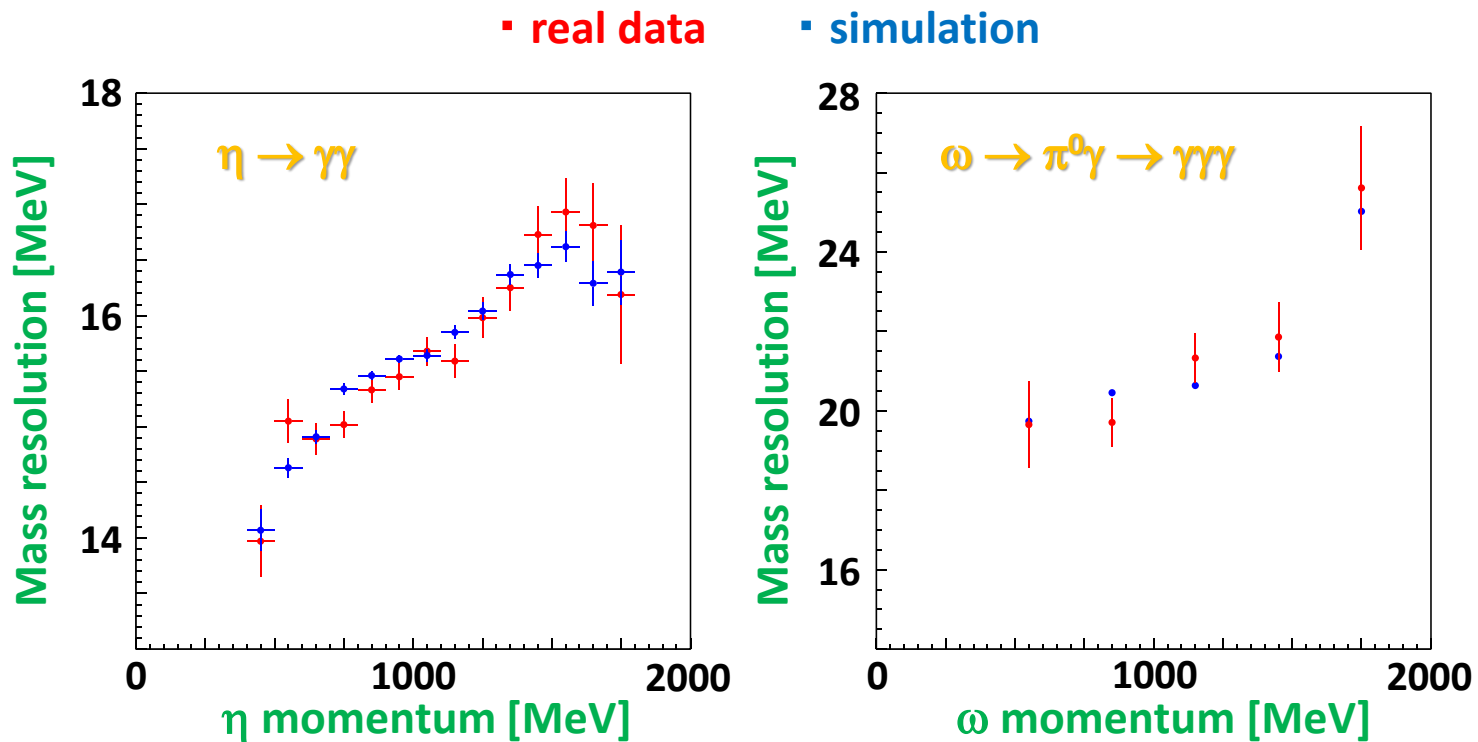 ▪ real data ▪ simulation
η → γγ
Mass resolution [MeV]
18
16
14
0 1000 2000
η momentum [MeV]
ω → π⁰γ → γγγ
Mass resolution [MeV]
28
24
20
16
0 1000 2000
ω momentum [MeV]